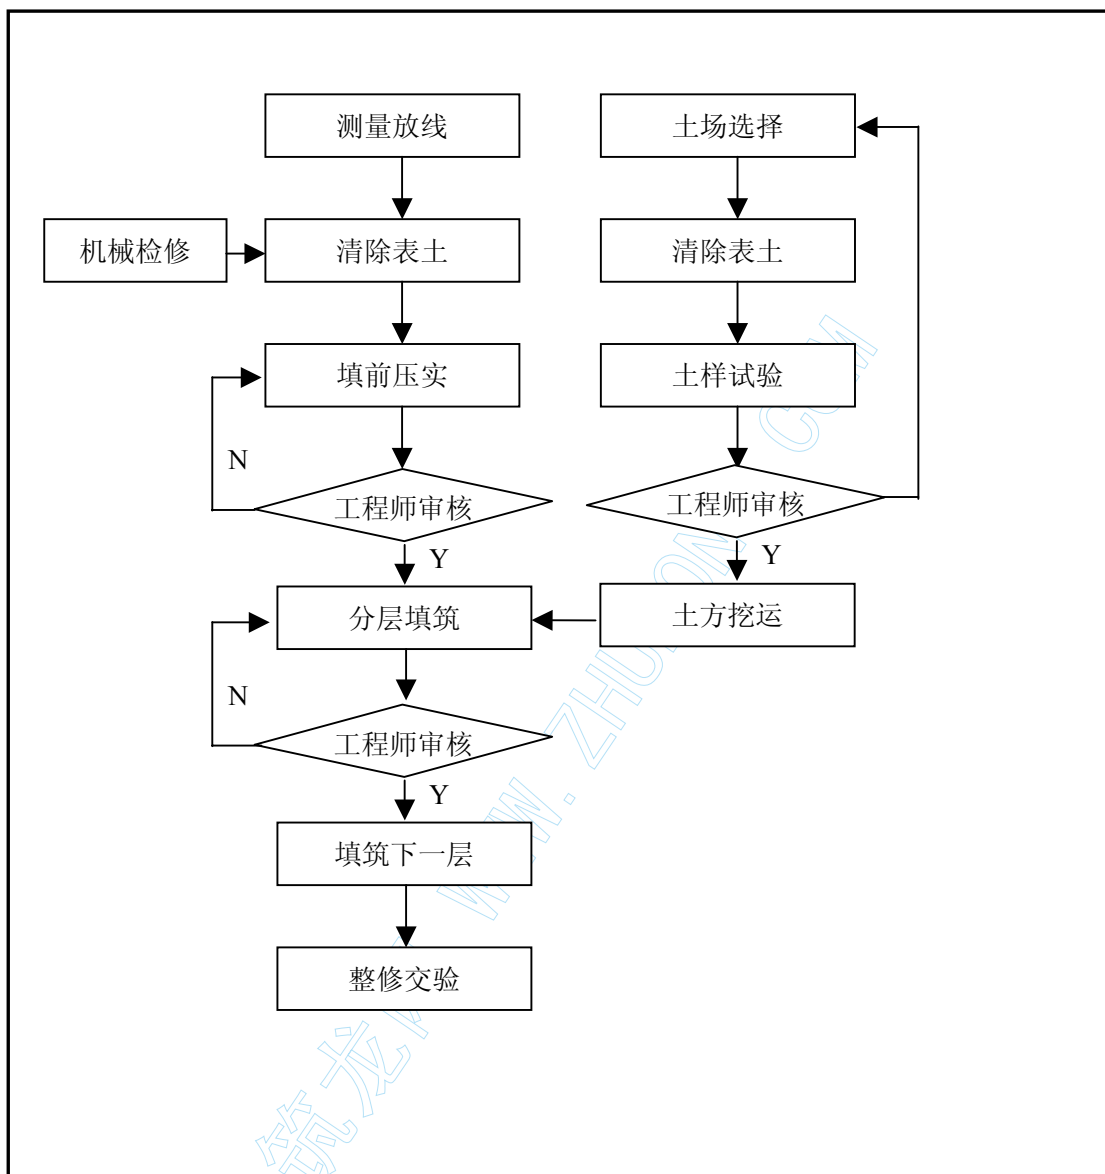 测量放线
土场选择
机械检修
清除表土
清除表土
填前压实
土样试验
N
工程师审核
工程师审核
Y
Y
分层填筑
土方挖运
N
工程师审核
Y
填筑下一层
整修交验